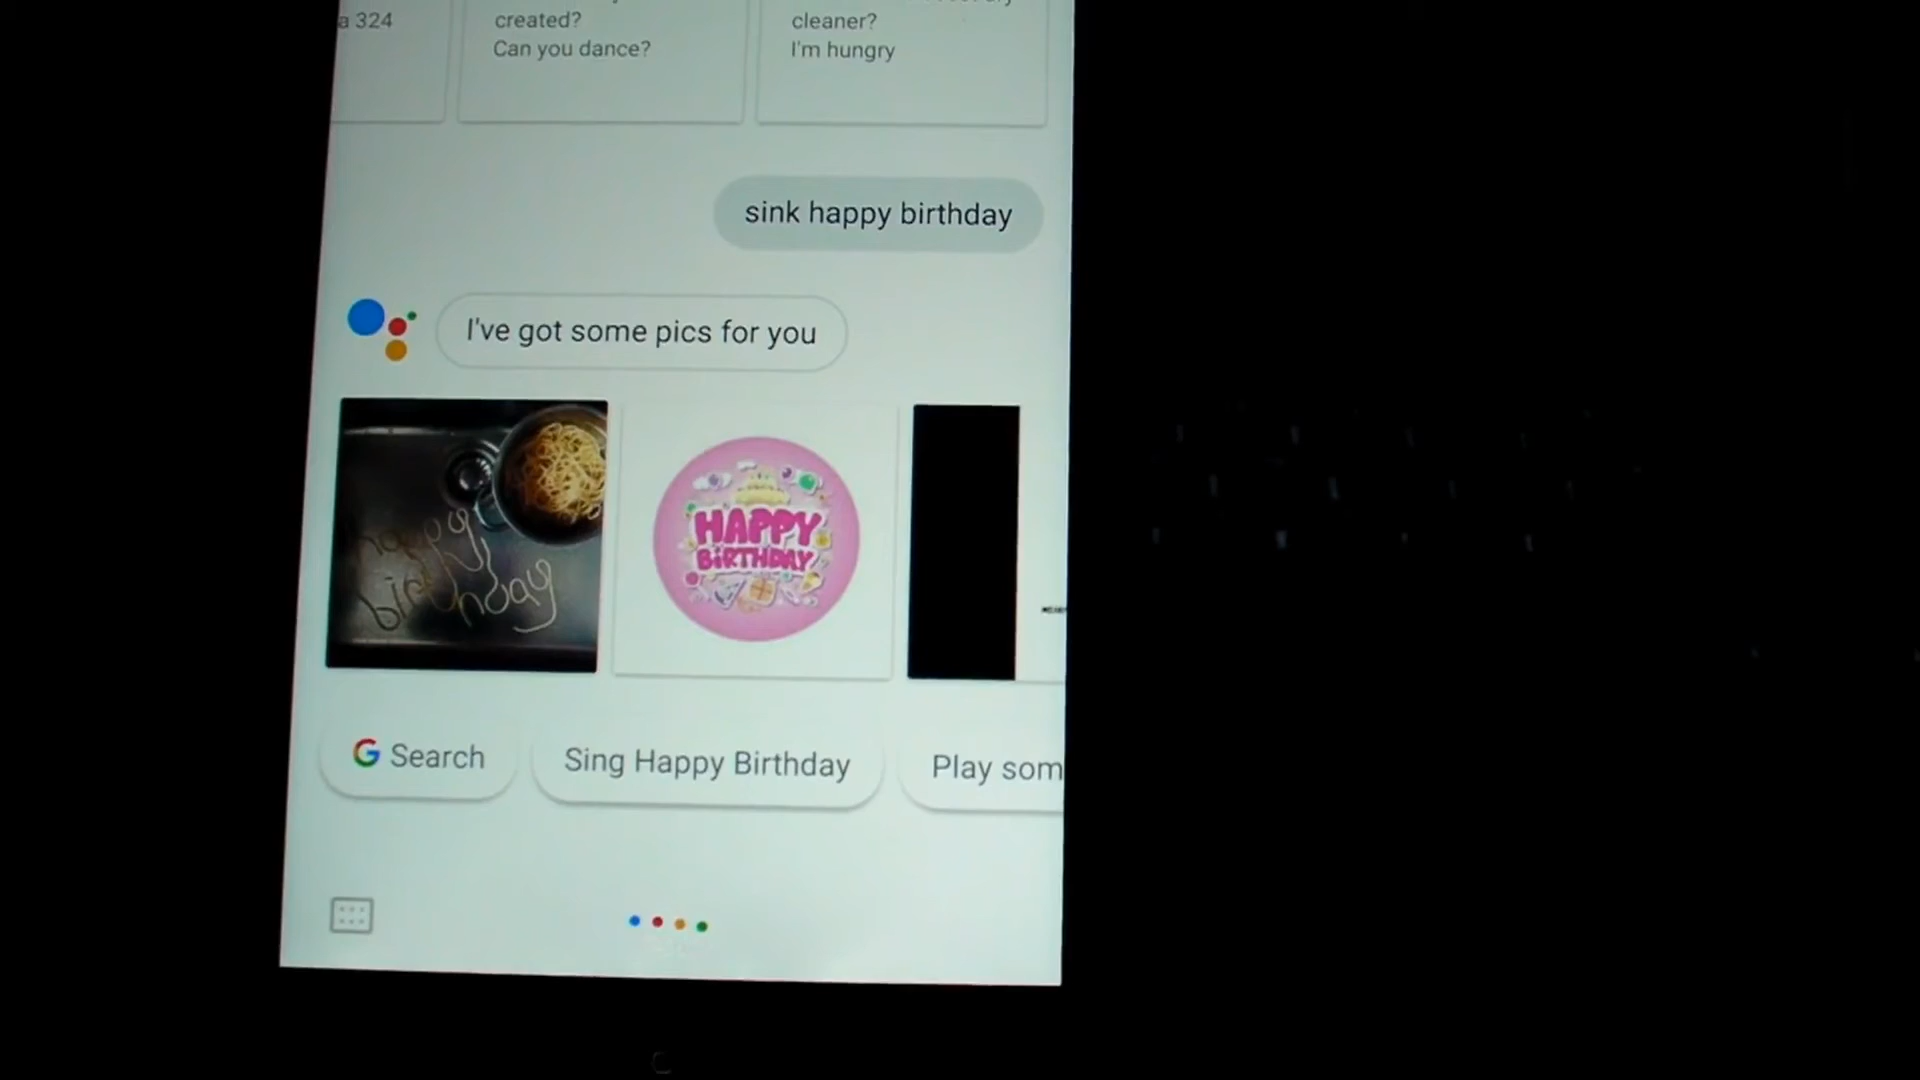 a 324
created?
Can you dance?
cleaner?
I'm hungry
sink happy birthday
I've got some pics for you
happy
birthday
HAPPY
BiRTHDAY
G Search
Sing Happy Birthday
Play som